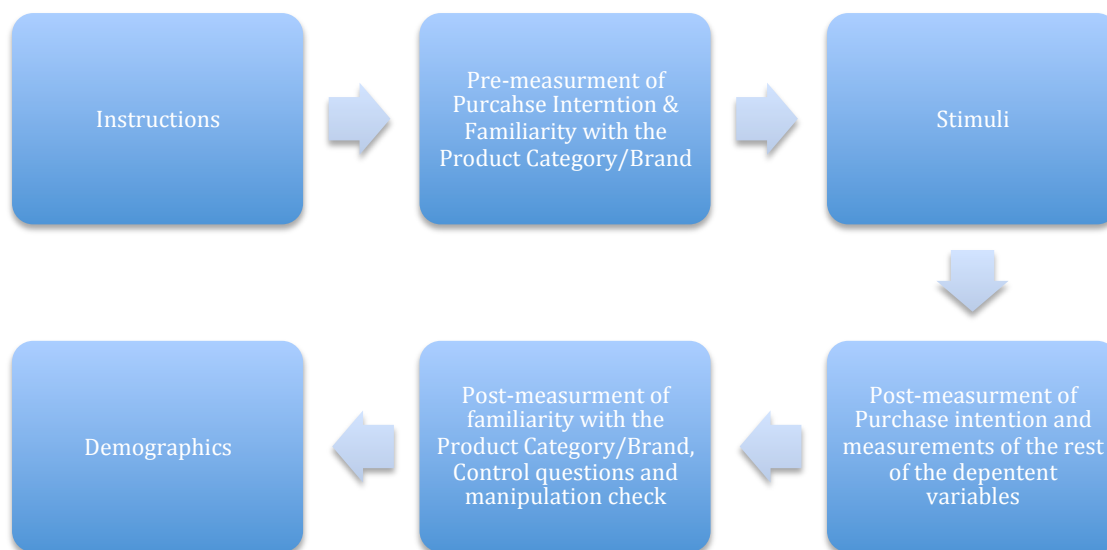 Instructions
Pre-measurment of
Purcahse Interntion &
Familiarity with the
Product Category/Brand
Stimuli
Post-measurment of
Purchase intention and
measurements of the rest
of the depentent
variables
Post-measurment of
familiarity with the
Product Category/Brand,
Control questions and
manipulation check
Demographics